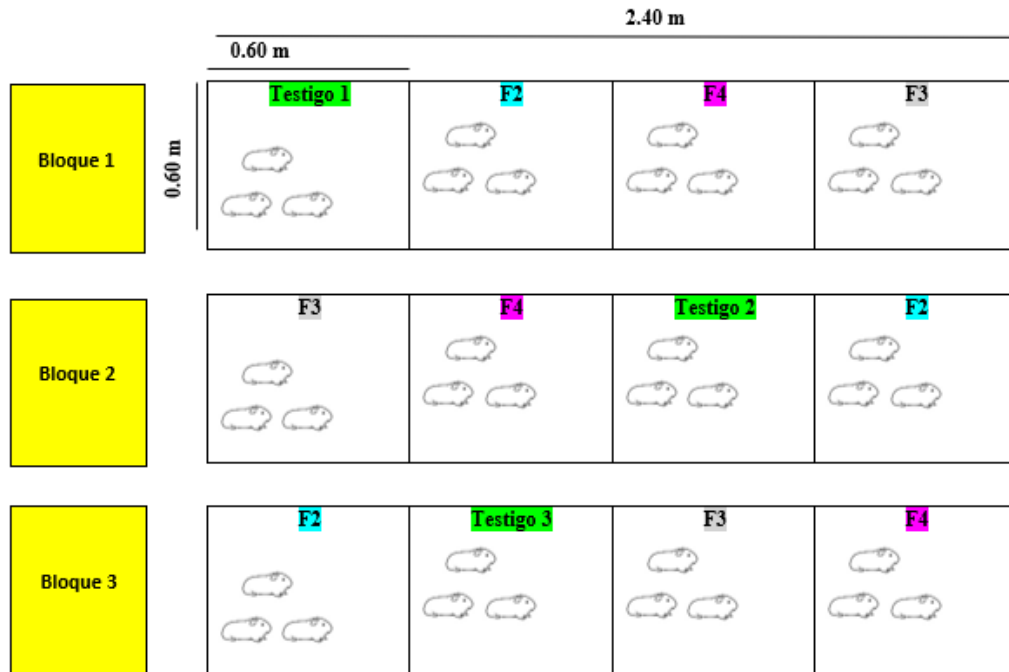 2.40 m
0.60 m
Bloque 1
0.60 m
Testigo 1
F2
F4
F3
Bloque 2
F3
F4
Testigo 2
F2
Bloque 3
F2
Testigo 3
F3
F4